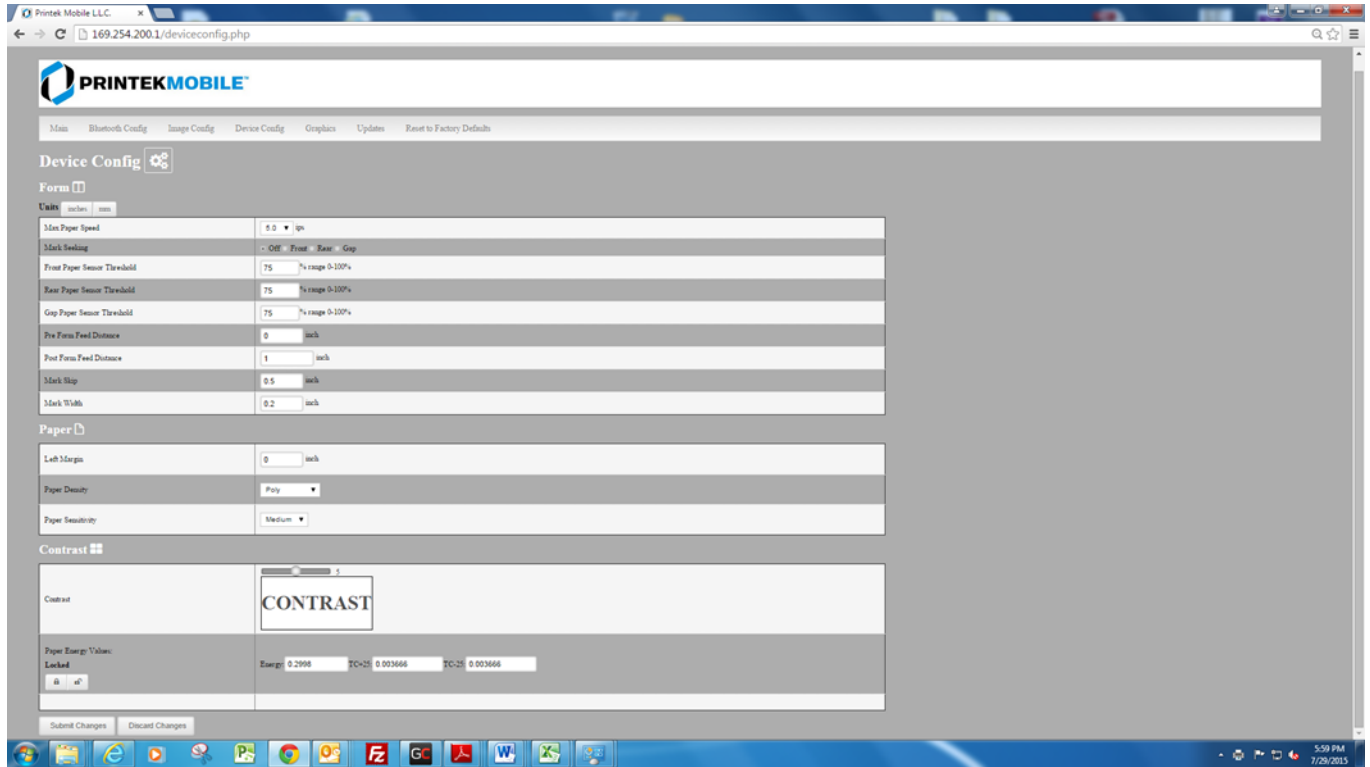 Printek Mobile L.L.C. ×
169.254.200.1/deviceconfig.php
PRINTEKMOBILE™
Main Bluetooth Config Image Config Device Config Graphics Updates Reset to Factory Defaults
Device Config
Form
Units inches mm
Max Paper Speed 5.0 ips
Mark Seeking Off Front Rear Gap
Front Paper Sensor Threshold 75 % range 0-100%
Rear Paper Sensor Threshold 75 % range 0-100%
Gap Paper Sensor Threshold 75 % range 0-100%
Pre Form Feed Distance 0 inch
Post Form Feed Distance 1 inch
Mark Skip 0.5 inch
Mark Width 0.2 inch
Paper
Left Margin 0 inch
Paper Density Poly
Paper Sensitivity Medium
Contrast
5
Contrast CONTRAST
Paper Energy Values:
Locked Energy: 0.2998 TC+25: 0.003666 TC-25: 0.003666
Submit Changes Discard Changes
5:59 PM
7/29/2015